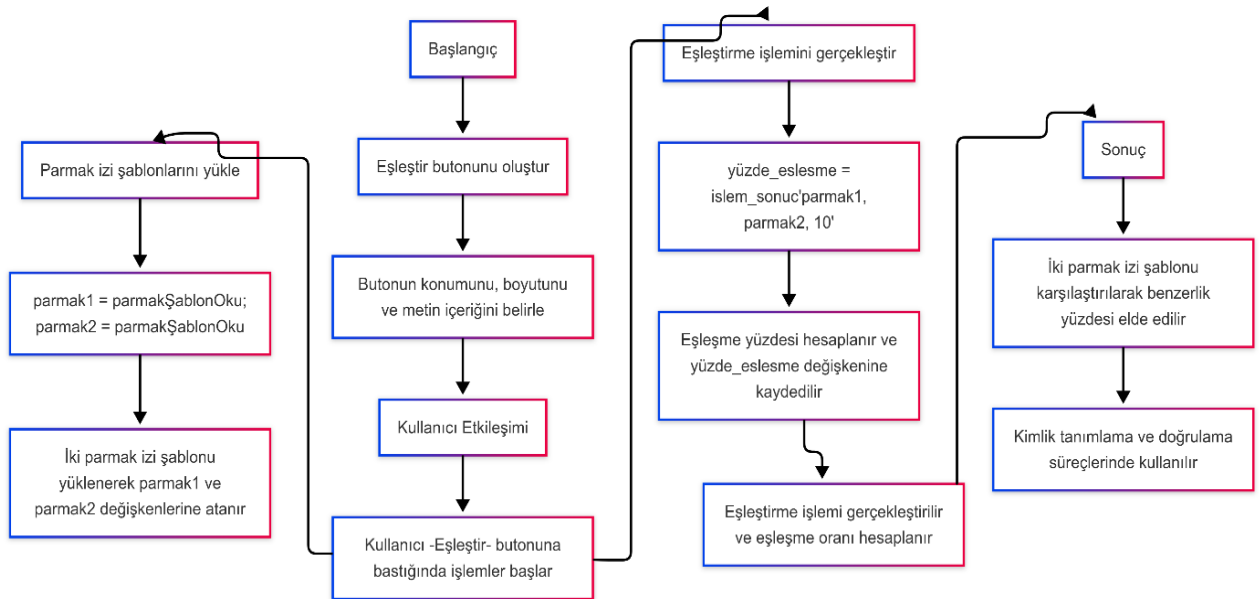 Başlangıç
Eşleştir butonunu oluştur
Butonun konumunu, boyutunu
ve metin içeriğini belirle
Kullanıcı Etkileşimi
Kullanıcı -Eşleştir- butonuna
bastığında işlemler başlar
Parmak izi şablonlarını yükle
parmak1 = parmakŞablonOku;
parmak2 = parmakŞablonOku
İki parmak izi şablonu
yüklenerek parmak1 ve
parmak2 değişkenlerine atanır
Eşleştirme işlemini gerçekleştir
yüzde_eslesme =
islem_sonuc'parmak1,
parmak2, 10'
Eşleşme yüzdesi hesaplanır ve
yüzde_eslesme değişkenine
kaydedilir
Eşleştirme işlemi gerçekleştirilir
ve eşleşme oranı hesaplanır
Sonuç
İki parmak izi şablonu
karşılaştırılarak benzerlik
yüzdesi elde edilir
Kimlik tanımlama ve doğrulama
süreçlerinde kullanılır